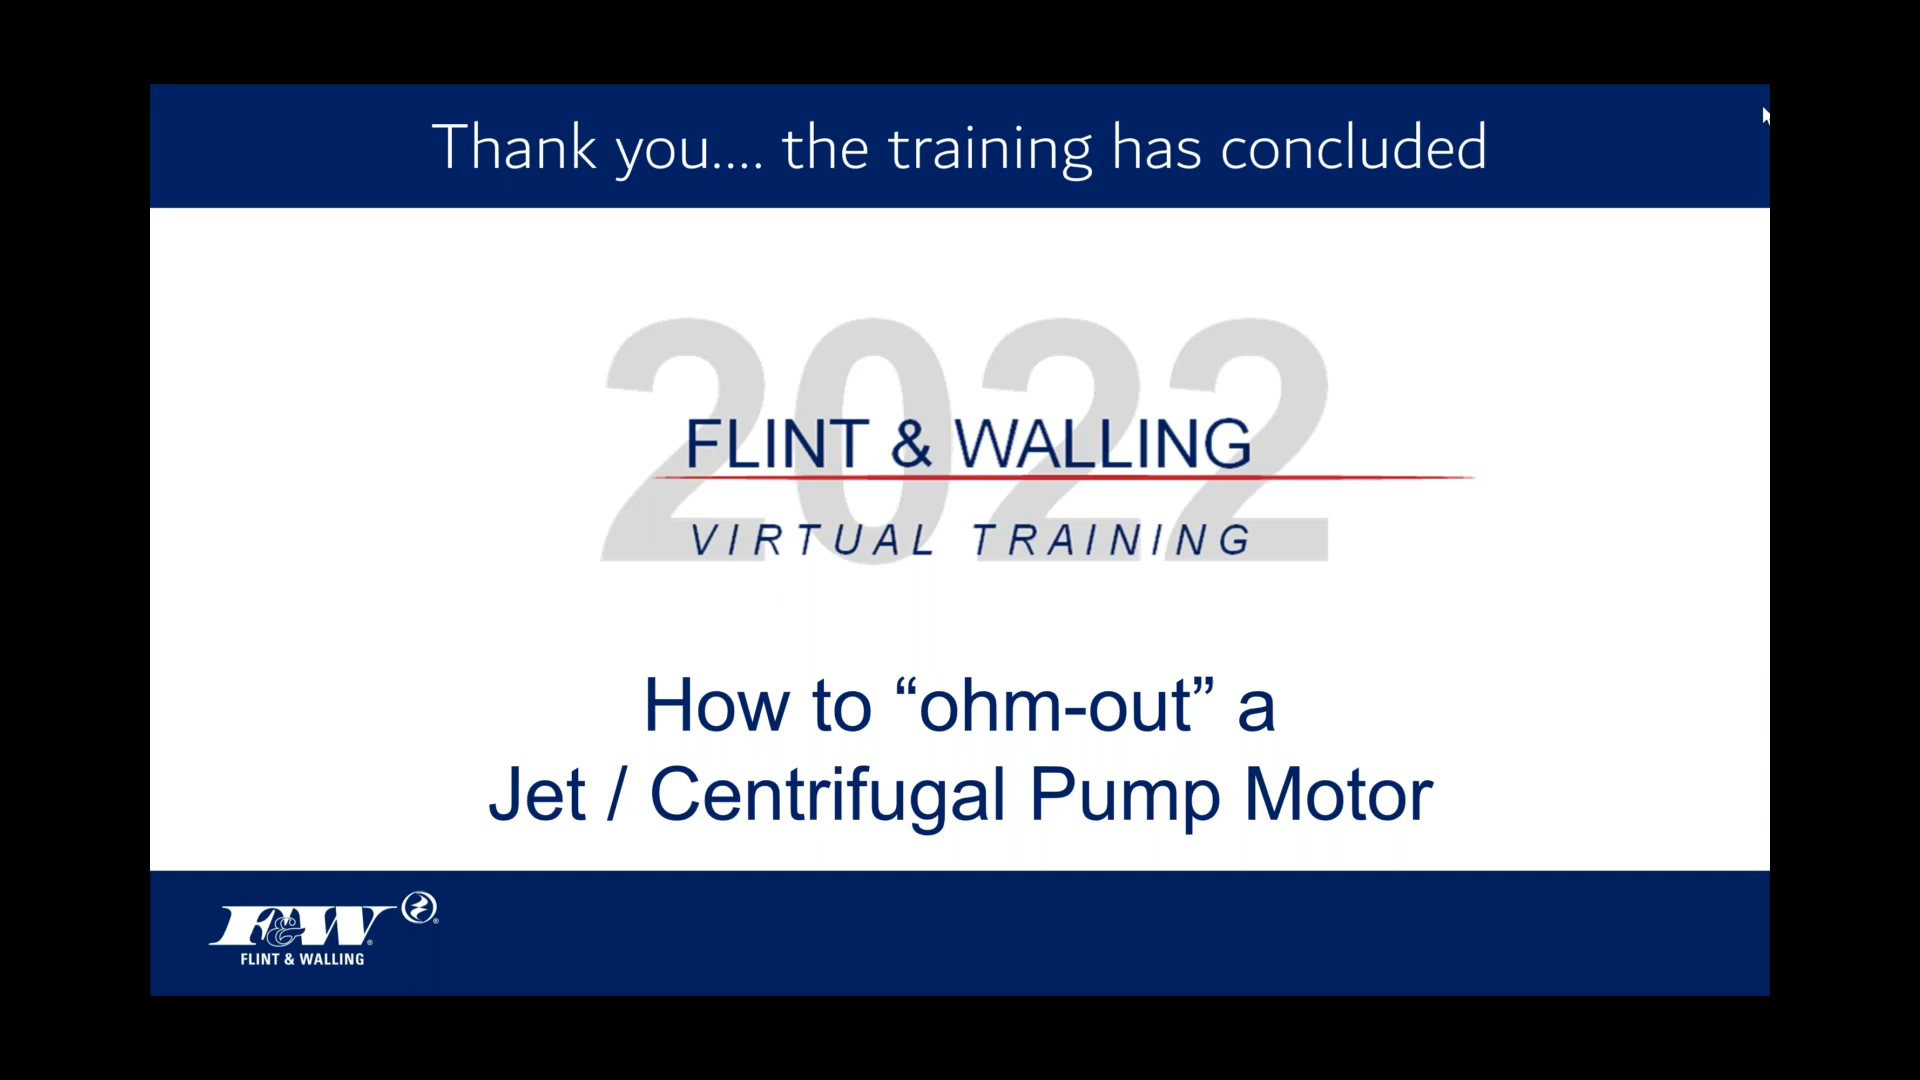 Thank you.... the training has concluded
2022
FLINT & WALLING
VIRTUAL TRAINING
How to “ohm-out” a
Jet / Centrifugal Pump Motor
F&W®
FLINT & WALLING